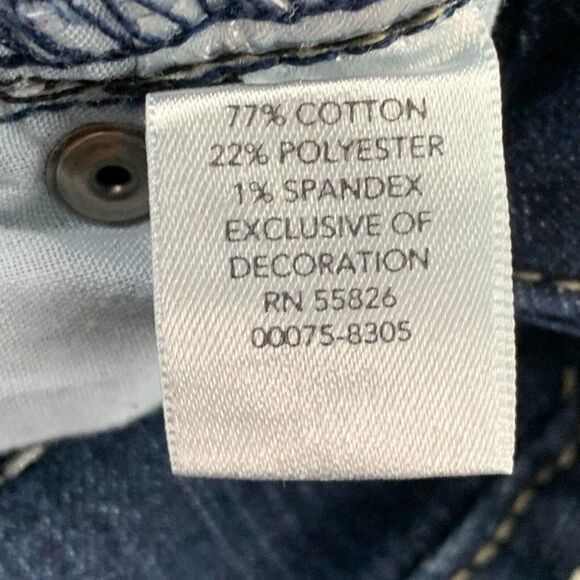 77% COTTON
22% POLYESTER
1% SPANDEX
EXCLUSIVE OF
DECORATION
RN 55826
00075-8305